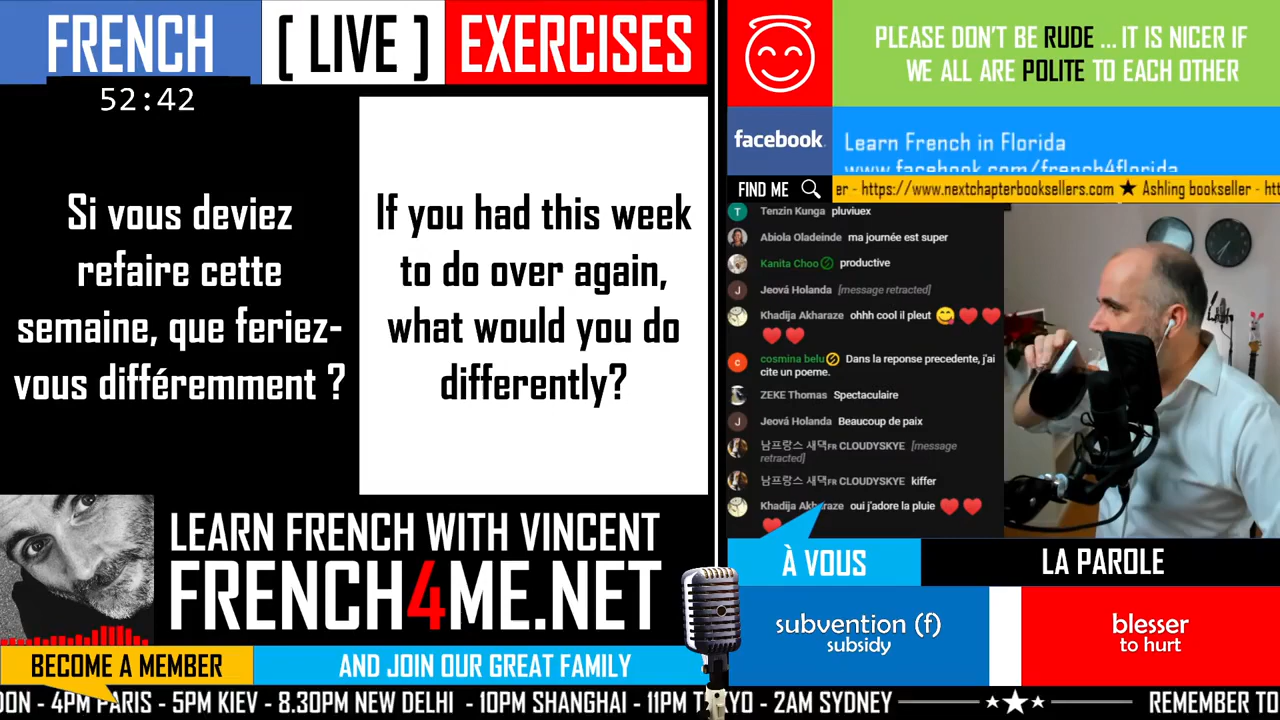 FRENCH [ LIVE ] EXERCISES
52:42
Si vous deviez
refaire cette
semaine, que feriez-
vous différemment ?
If you had this week
to do over again,
what would you do
differently?
LEARN FRENCH WITH VINCENT
FRENCH4ME.NET
BECOME A MEMBER
AND JOIN OUR GREAT FAMILY
PLEASE DON'T BE RUDE ... IT IS NICER IF
WE ALL ARE POLITE TO EACH OTHER
facebook.
Learn French in Florida
www.facebook.com/french4florida
FIND ME
er - https://www.nextchapterbooksellers.com ★ Ashling bookseller - htt
T Tenzin Kunga pluviuex
Abiola Oladeinde ma journée est super
Kanita Choo productive
J Jeová Holanda [message retracted]
Khadija Akharaze ohhh cool il pleut 😋 ❤️ ❤️
❤️ ❤️
c cosmina belu Dans la reponse precedente, j'ai
cite un poeme.
ZEKE Thomas Spectaculaire
J Jeová Holanda Beaucoup de paix
남프랑스 새댁FR CLOUDYSKYE [message
retracted]
남프랑스 새댁FR CLOUDYSKYE kiffer
Khadija Akharaze oui j'adore la pluie ❤️ ❤️
❤️
À VOUS
LA PAROLE
subvention (f)
subsidy
blesser
to hurt
DON - 4PM PARIS - 5PM KIEV - 8.30PM NEW DELHI - 10PM SHANGHAI - 11PM TOKYO - 2AM SYDNEY ★★★ REMEMBER TO